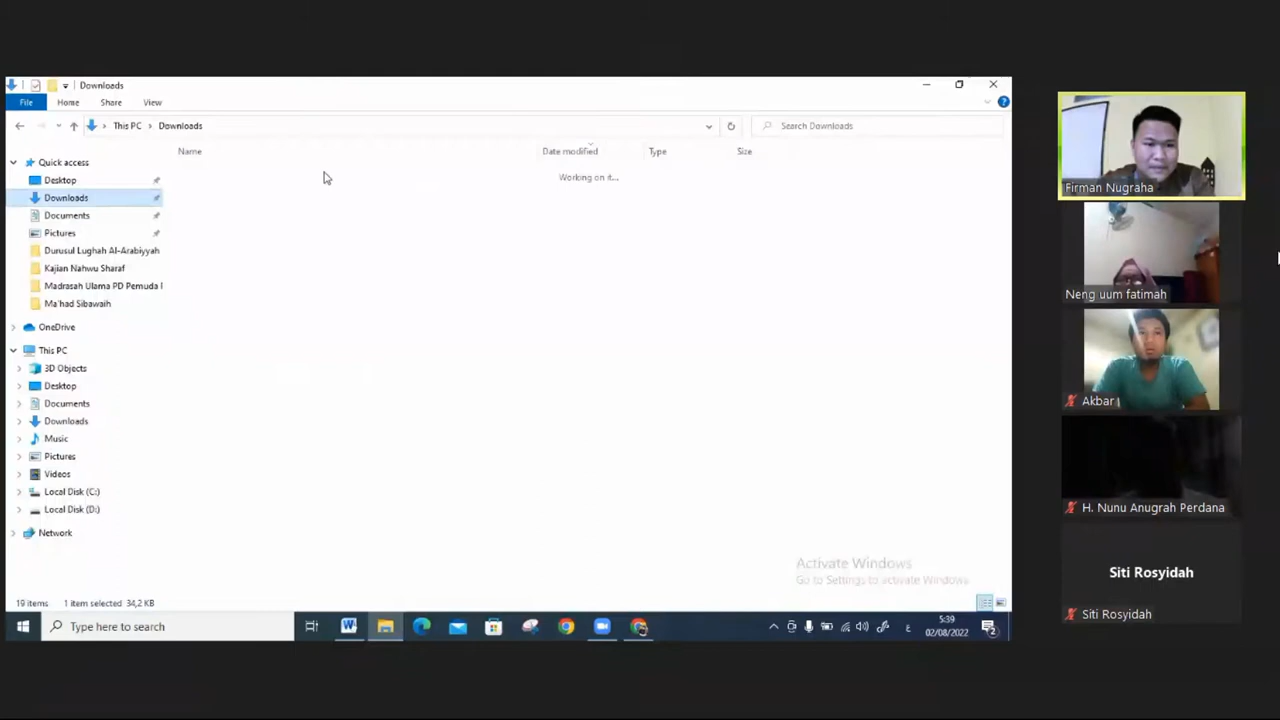 Downloads
File Home Share View
This PC Downloads
Search Downloads
Name Date modified Type Size
Working on it...
Quick access
Desktop
Downloads
Documents
Pictures
Durusul Lughah Al-Arabiyyah
Kajian Nahwu Sharaf
Madrasah Ulama PD Pemuda
Ma'had Sibawaih
OneDrive
This PC
3D Objects
Desktop
Documents
Downloads
Music
Pictures
Videos
Local Disk (C:)
Local Disk (D:)
Network
Activate Windows
Go to Settings to activate Windows.
19 items 1 item selected 34,2 KB
Type here to search
ع
5:39
02/08/2022
2
Firman Nugraha
Neng uum fatimah
Akbar
H. Nunu Anugrah Perdana
Siti Rosyidah
Siti Rosyidah